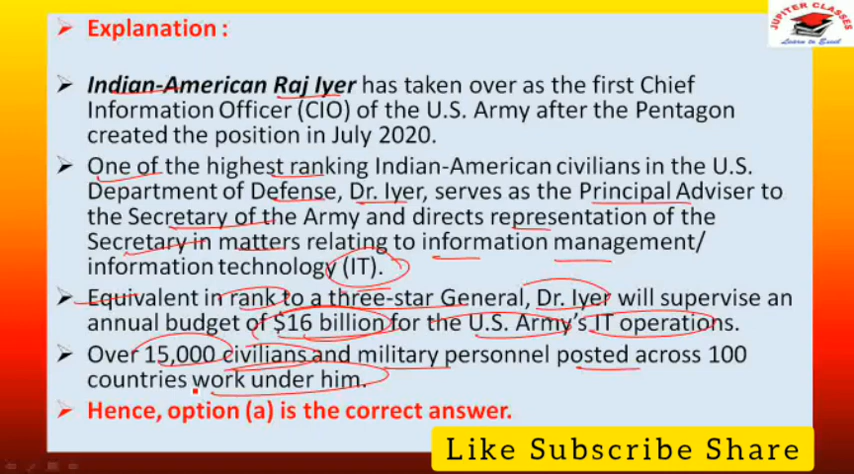 JUPITER CLASSES
Learn to Excel
Explanation :
Indian-American Raj Iyer has taken over as the first Chief
Information Officer (CIO) of the U.S. Army after the Pentagon
created the position in July 2020.
One of the highest ranking Indian-American civilians in the U.S.
Department of Defense, Dr. Iyer, serves as the Principal Adviser to
the Secretary of the Army and directs representation of the
Secretary in matters relating to information management/
information technology (IT).
Equivalent in rank to a three-star General, Dr. Iyer will supervise an
annual budget of $16 billion for the U.S. Army's IT operations.
Over 15,000 civilians and military personnel posted across 100
countries work under him.
Hence, option (a) is the correct answer.
Like Subscribe Share